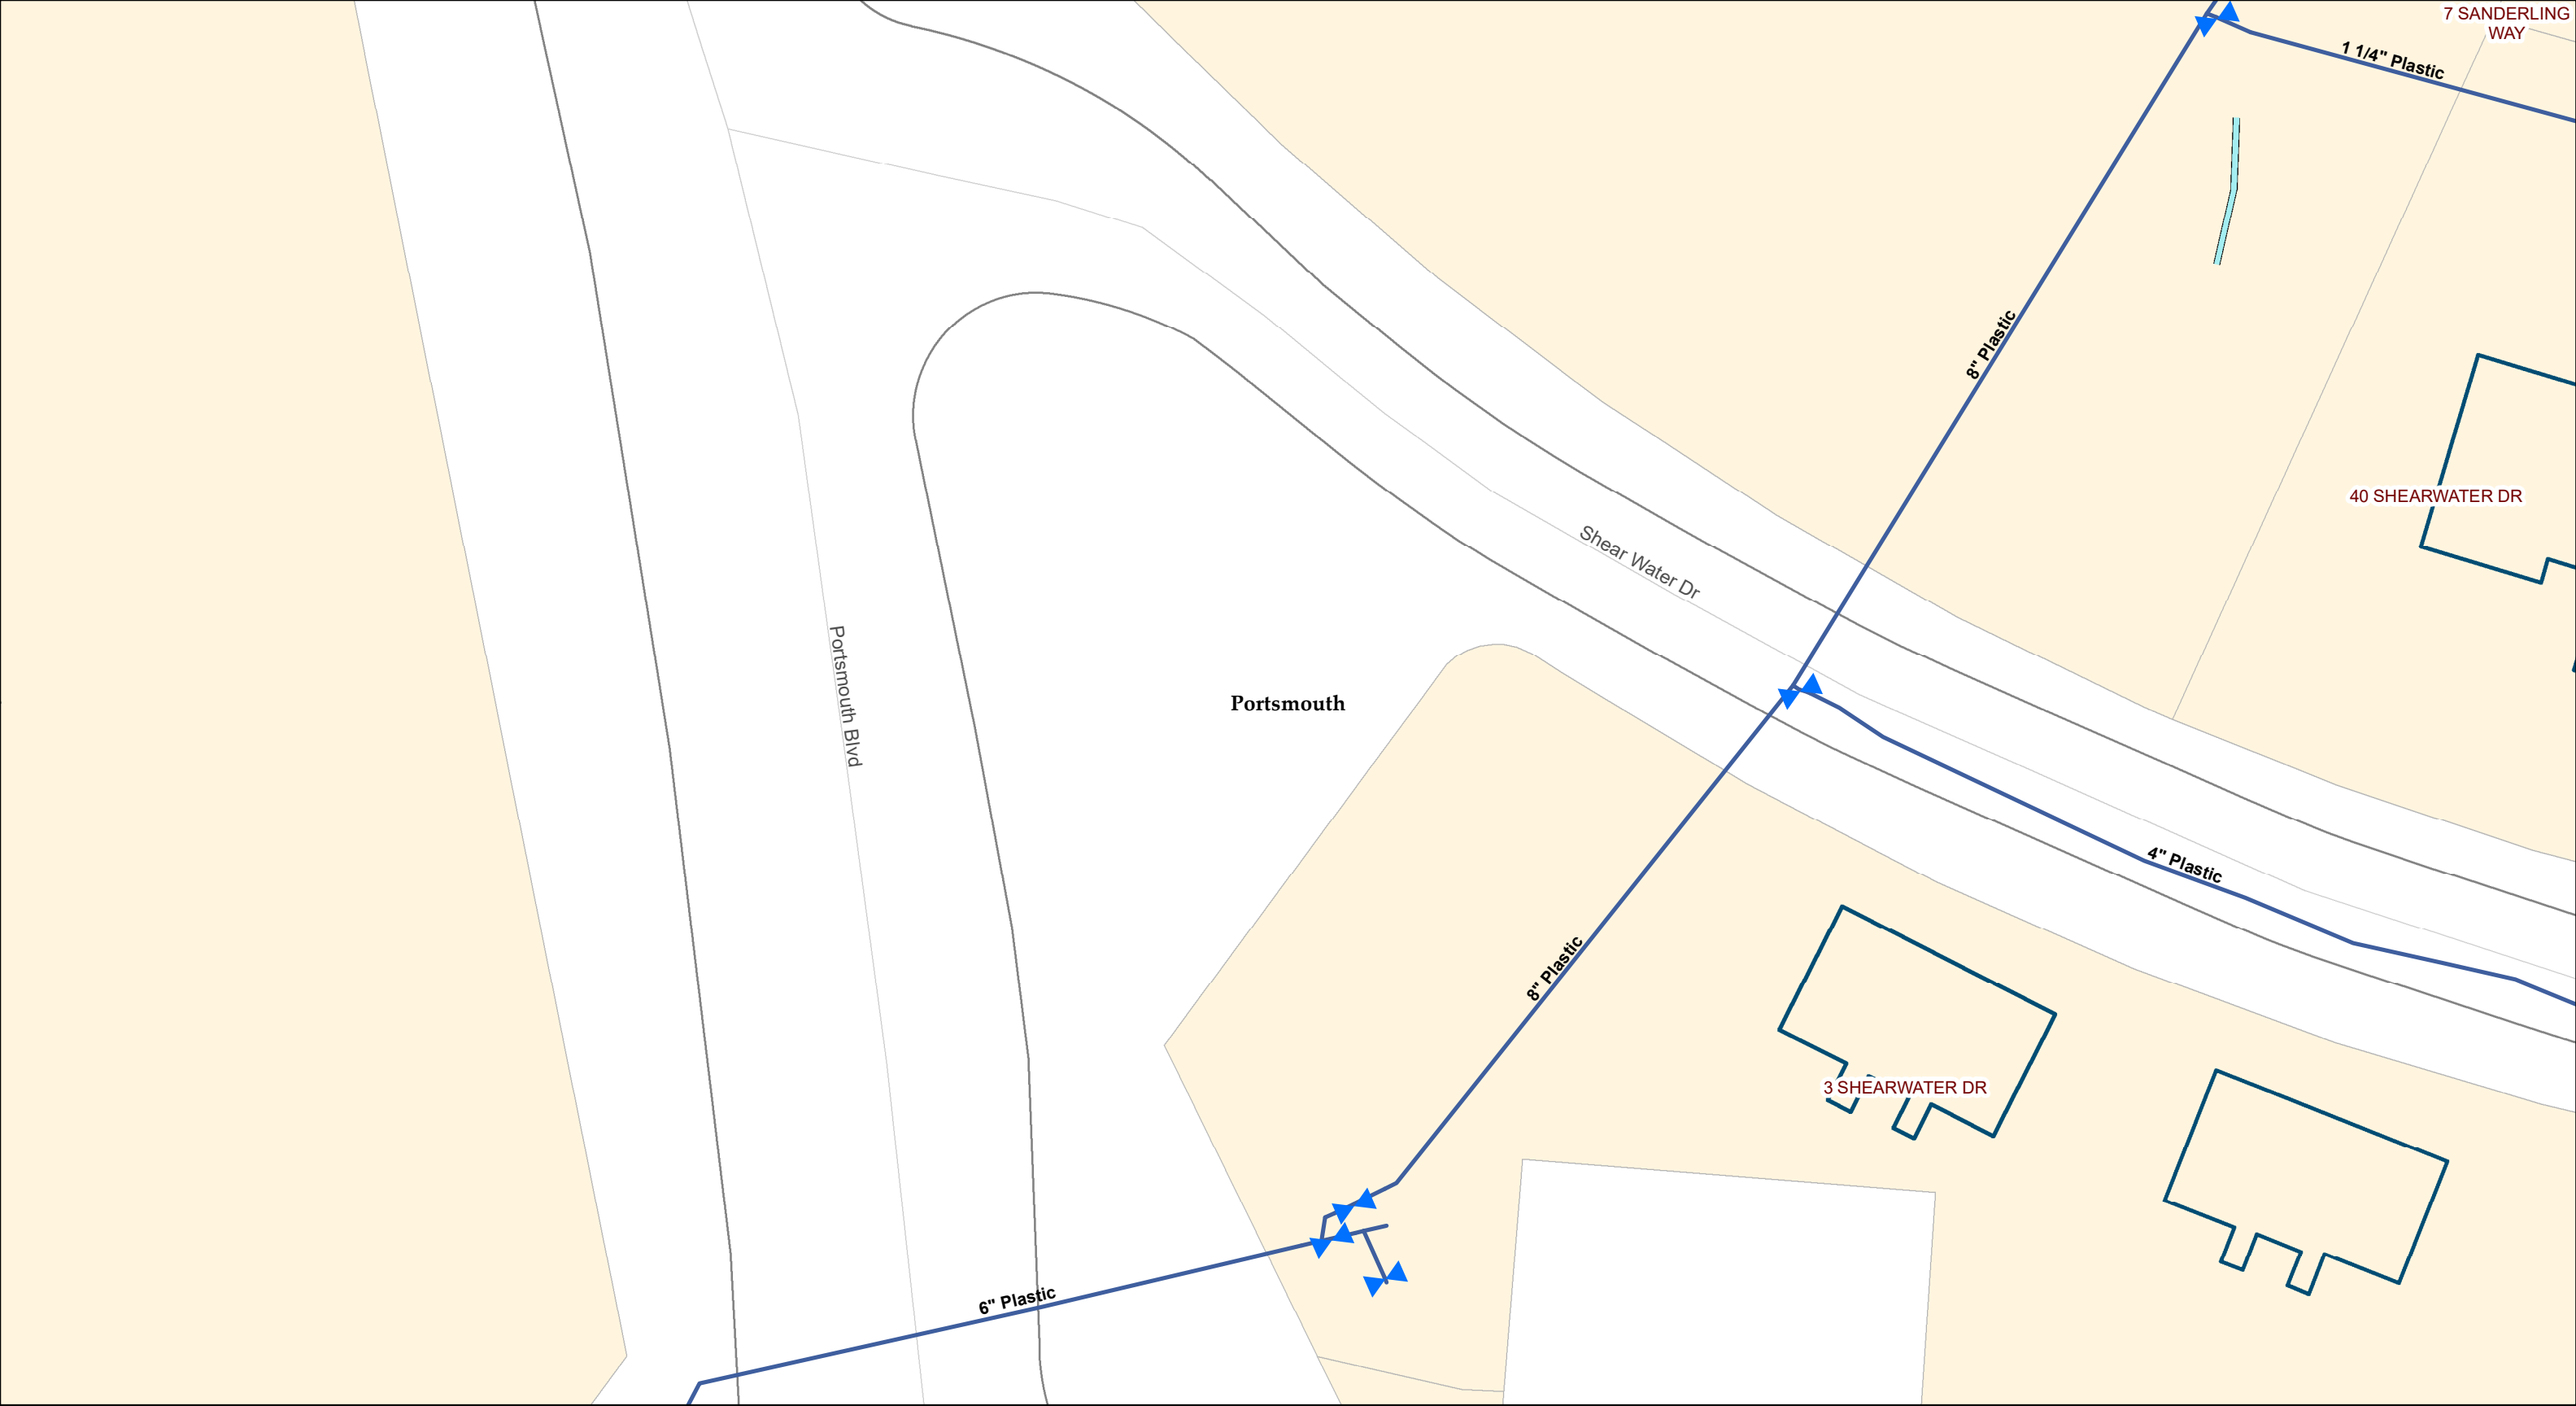 7 SANDERLING
WAY
1 1/4" Plastic
8" Plastic
40 SHEARWATER DR
Shear Water Dr
Portsmouth Blvd
Portsmouth
4" Plastic
8" Plastic
3 SHEARWATER DR
6" Plastic